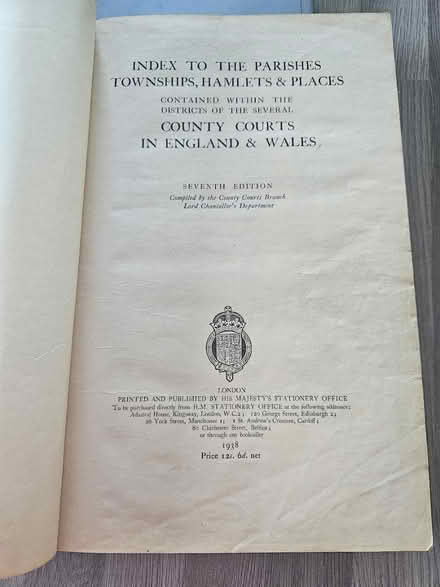 INDEX TO THE PARISHES
TOWNSHIPS, HAMLETS & PLACES
CONTAINED WITHIN THE
DISTRICTS OF THE SEVERAL
COUNTY COURTS
IN ENGLAND & WALES
SEVENTH EDITION
Compiled by the County Courts Branch
Lord Chancellor's Department
LONDON
PRINTED AND PUBLISHED BY HIS MAJESTY'S STATIONERY OFFICE
To be purchased directly from H.M. STATIONERY OFFICE at the following addresses:
Adastral House, Kingsway, London, W.C.2; 120 George Street, Edinburgh 2;
26 York Street, Manchester 1; 1 St. Andrew's Crescent, Cardiff;
80 Chichester Street, Belfast;
or through any bookseller
1938
Price 12s. 6d. net